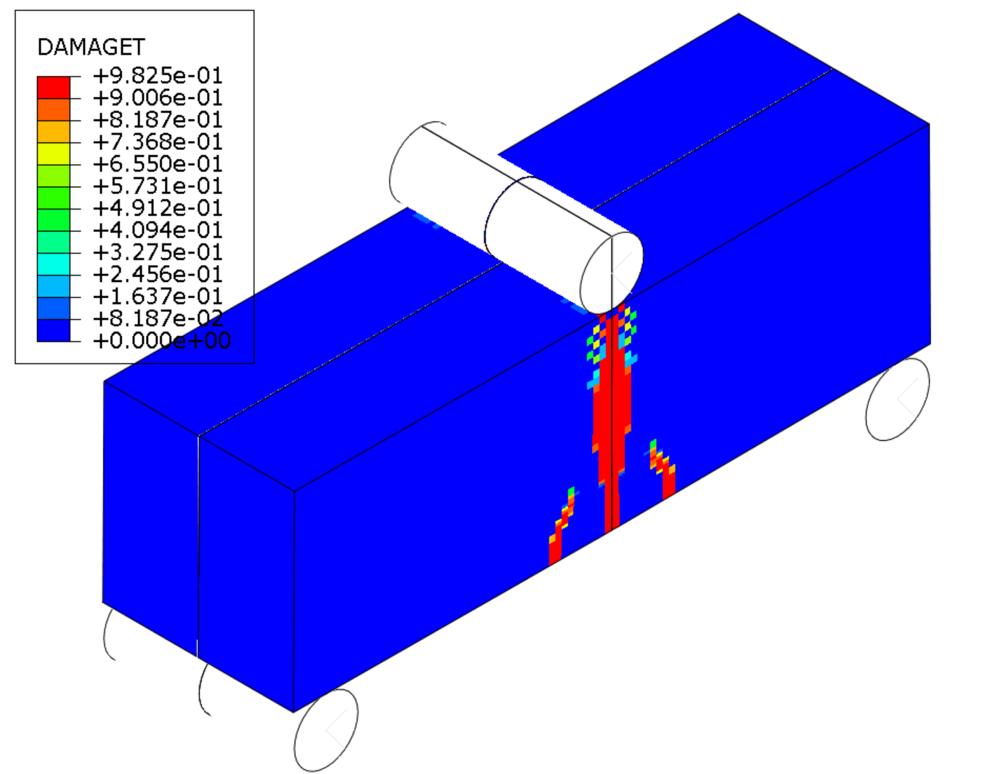 DAMAGET
+9.825e-01
+9.006e-01
+8.187e-01
+7.368e-01
+6.550e-01
+5.731e-01
+4.912e-01
+4.094e-01
+3.275e-01
+2.456e-01
+1.637e-01
+8.187e-02
+0.000e+00